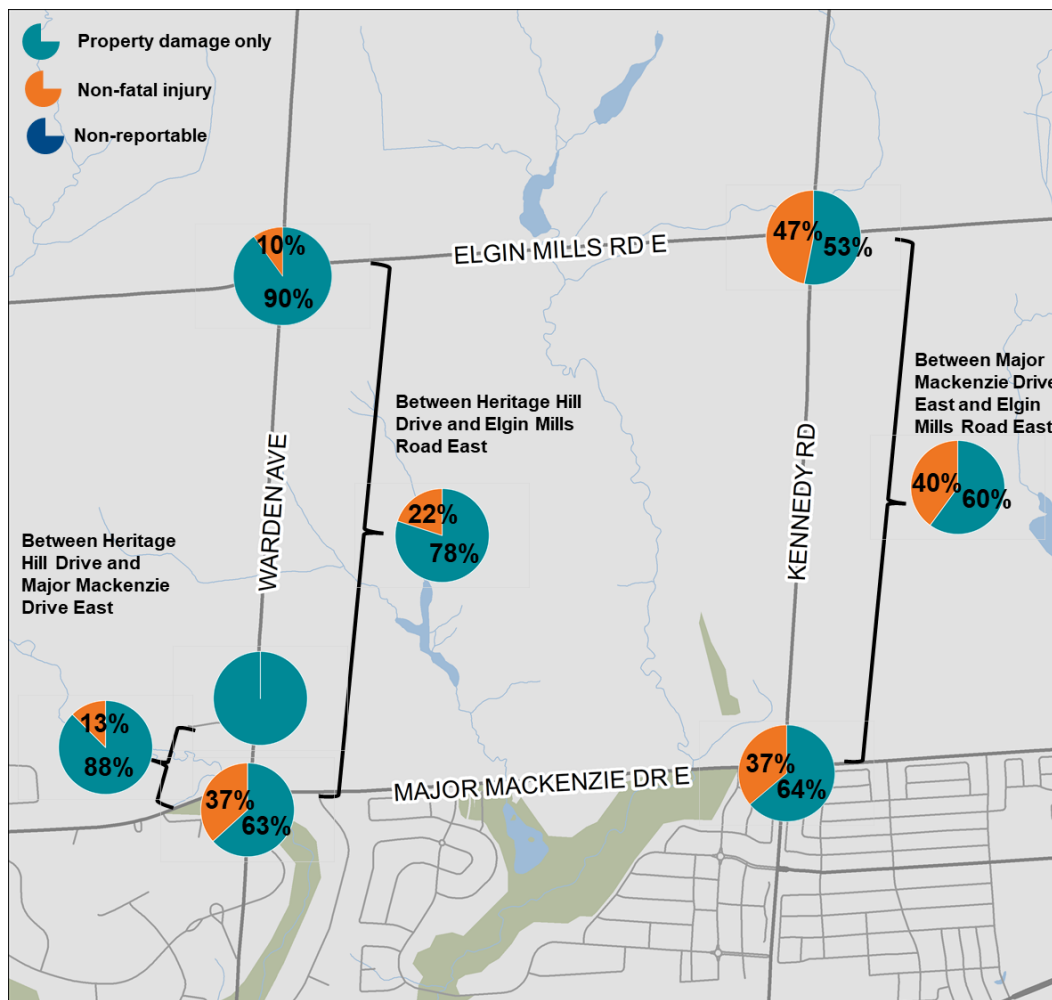 Property damage only
Non-fatal injury
Non-reportable
10%
90%
ELGIN MILLS RD E
47%
53%
Between Major
Mackenzie Drive
East and Elgin
Mills Road East
40%
60%
Between Heritage Hill
Drive and Elgin Mills
Road East
22%
78%
WARDEN AVE
KENNEDY RD
Between Heritage
Hill Drive and
Major Mackenzie
Drive East
13%
88%
37%
63%
MAJOR MACKENZIE DR E
37%
64%